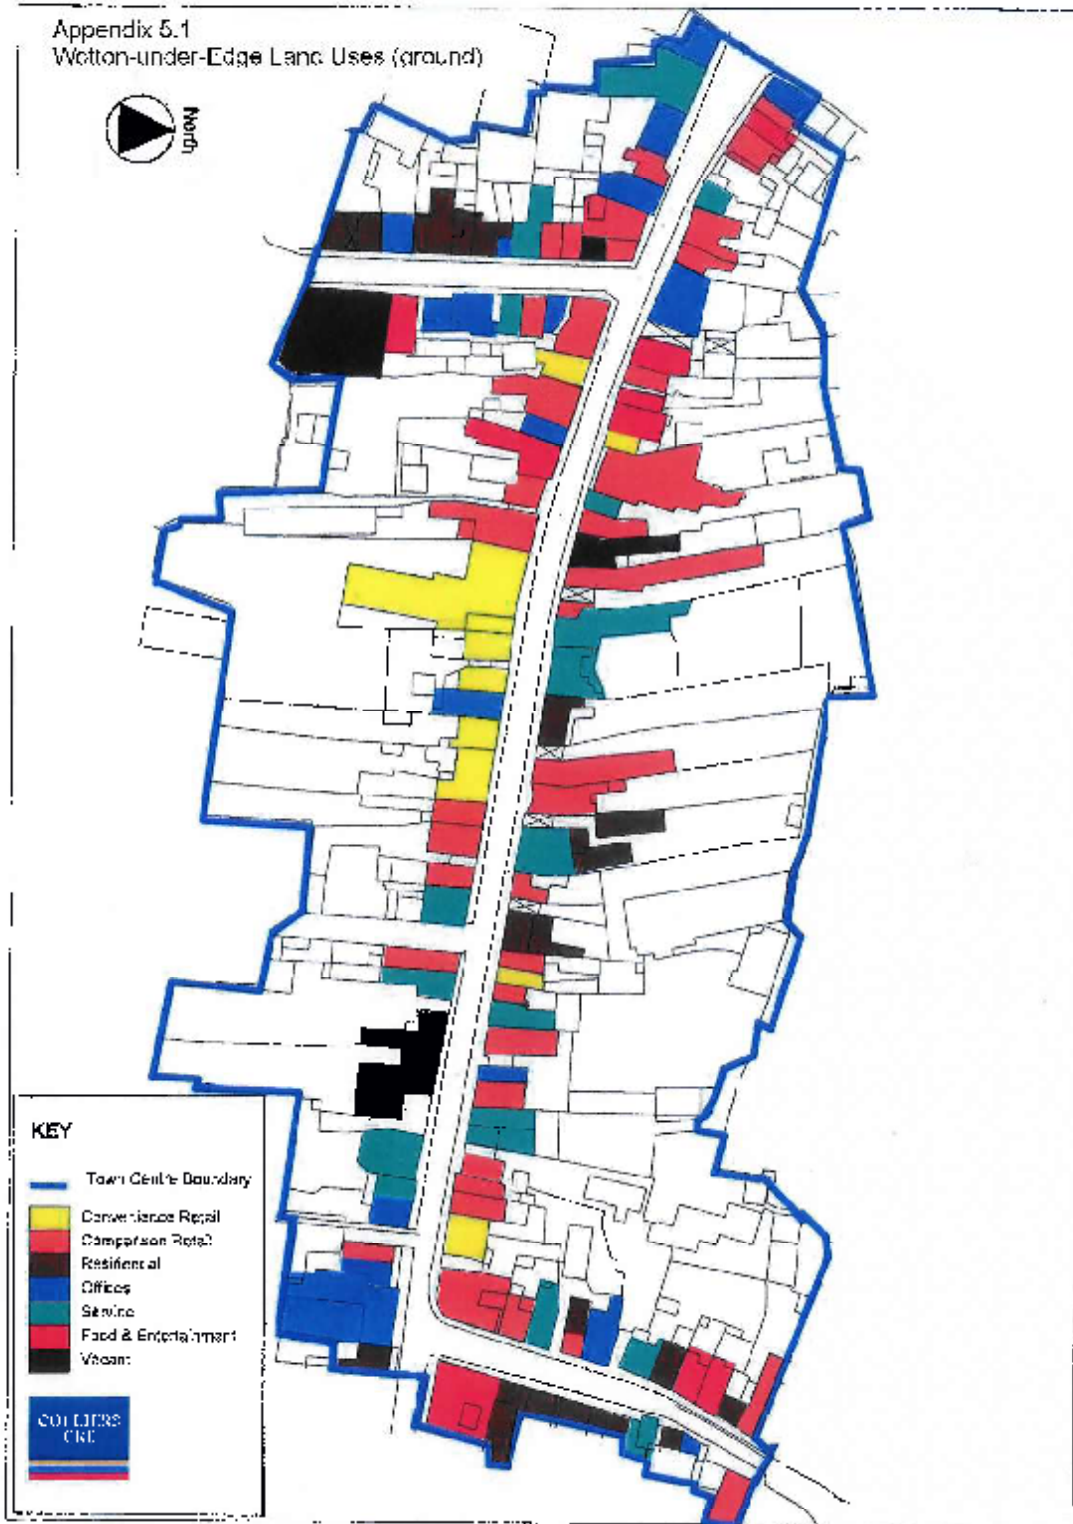 Appendix 5.1
Wotton-under-Edge Land Uses (ground)
North
KEY
Town Centre Boundary
Convenience Retail
Comparison Retail
Residential
Offices
Service
Food & Entertainment
Vacant
COLLIERS
CRE